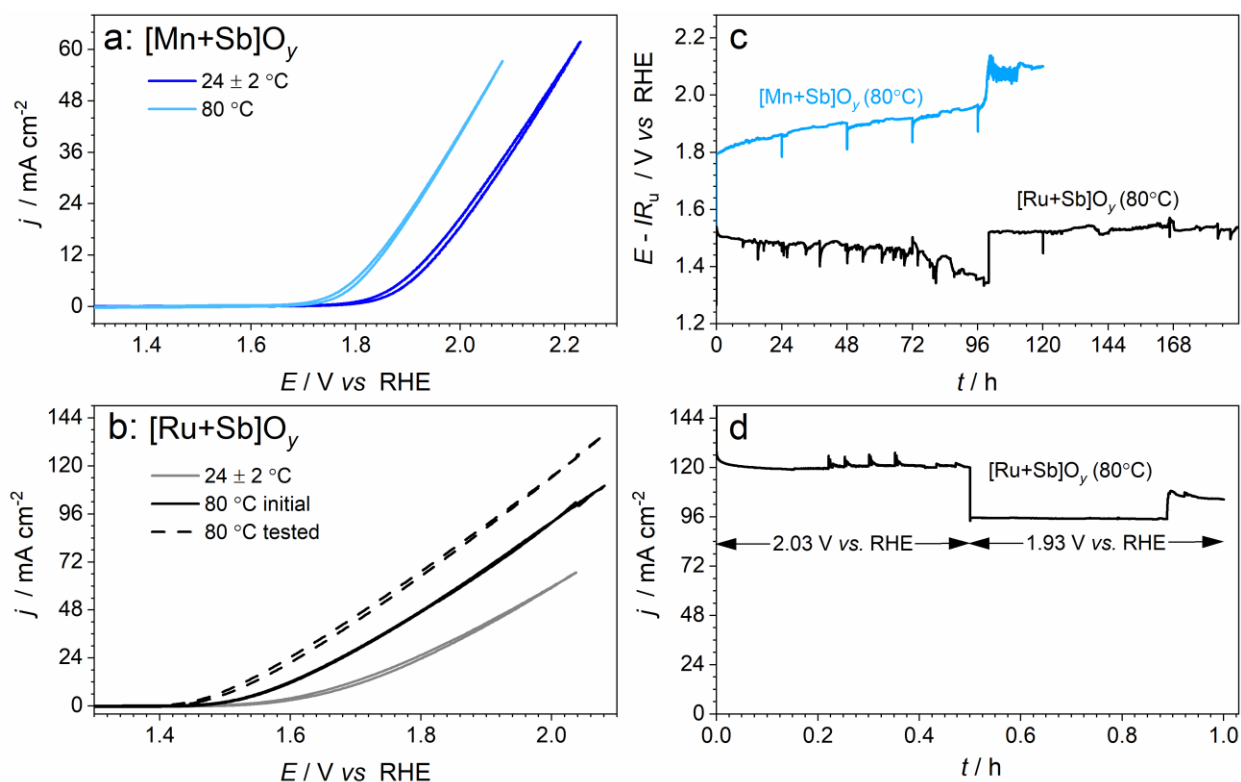 a: [Mn+Sb]Oy
24 ± 2 °C
80 °C
60
48
36
24
12
0
j / mA cm-2
1.4 1.6 1.8 2.0 2.2
E / V vs RHE
c
2.2
2.0
1.8
1.6
1.4
1.2
E - IRu / V vs RHE
[Mn+Sb]Oy (80°C)
[Ru+Sb]Oy (80°C)
0 24 48 72 96 120 144 168
t / h
b: [Ru+Sb]Oy
24 ± 2 °C
80 °C initial
80 °C tested
144
120
96
72
48
24
0
j / mA cm-2
1.4 1.6 1.8 2.0
E / V vs RHE
d
144
120
96
72
48
24
0
j / mA cm-2
[Ru+Sb]Oy (80°C)
2.03 V vs. RHE
1.93 V vs. RHE
0.0 0.2 0.4 0.6 0.8 1.0
t / h